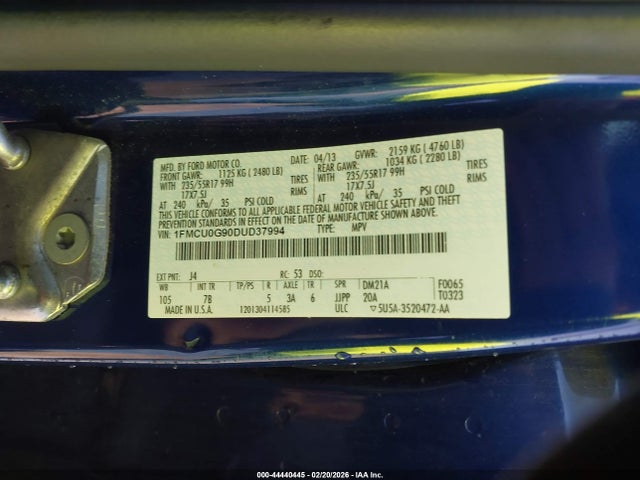 MFD. BY FORD MOTOR CO. DATE: 04/13 GVWR: 2159 KG ( 4760 LB)
FRONT GAWR: 1125 KG ( 2480 LB) REAR GAWR: 1034 KG ( 2280 LB)
WITH 235/55R17 99H TIRES WITH 235/55R17 99H TIRES
17X7.5J RIMS 17X7.5J RIMS
AT 240 kPa/ 35 PSI COLD AT 240 kPa/ 35 PSI COLD
THIS VEHICLE CONFORMS TO ALL APPLICABLE FEDERAL MOTOR VEHICLE SAFETY AND THEFT
PREVENTION STANDARDS IN EFFECT ON THE DATE OF MANUFACTURE SHOWN ABOVE.
VIN: 1FMCU0G90DUD37994 TYPE: MPV
EXT PNT: J4 RC: 53 DSO:
WB TP/PS R AXLE TR SPR DM21A F0065
105 7B 5 3A 6 JJPP 20A T0323
MADE IN U.S.A. 1201304114585 ULC ▽5U5A-3520472-AA
000-44440445 - 02/20/2026 - IAAI, Inc.